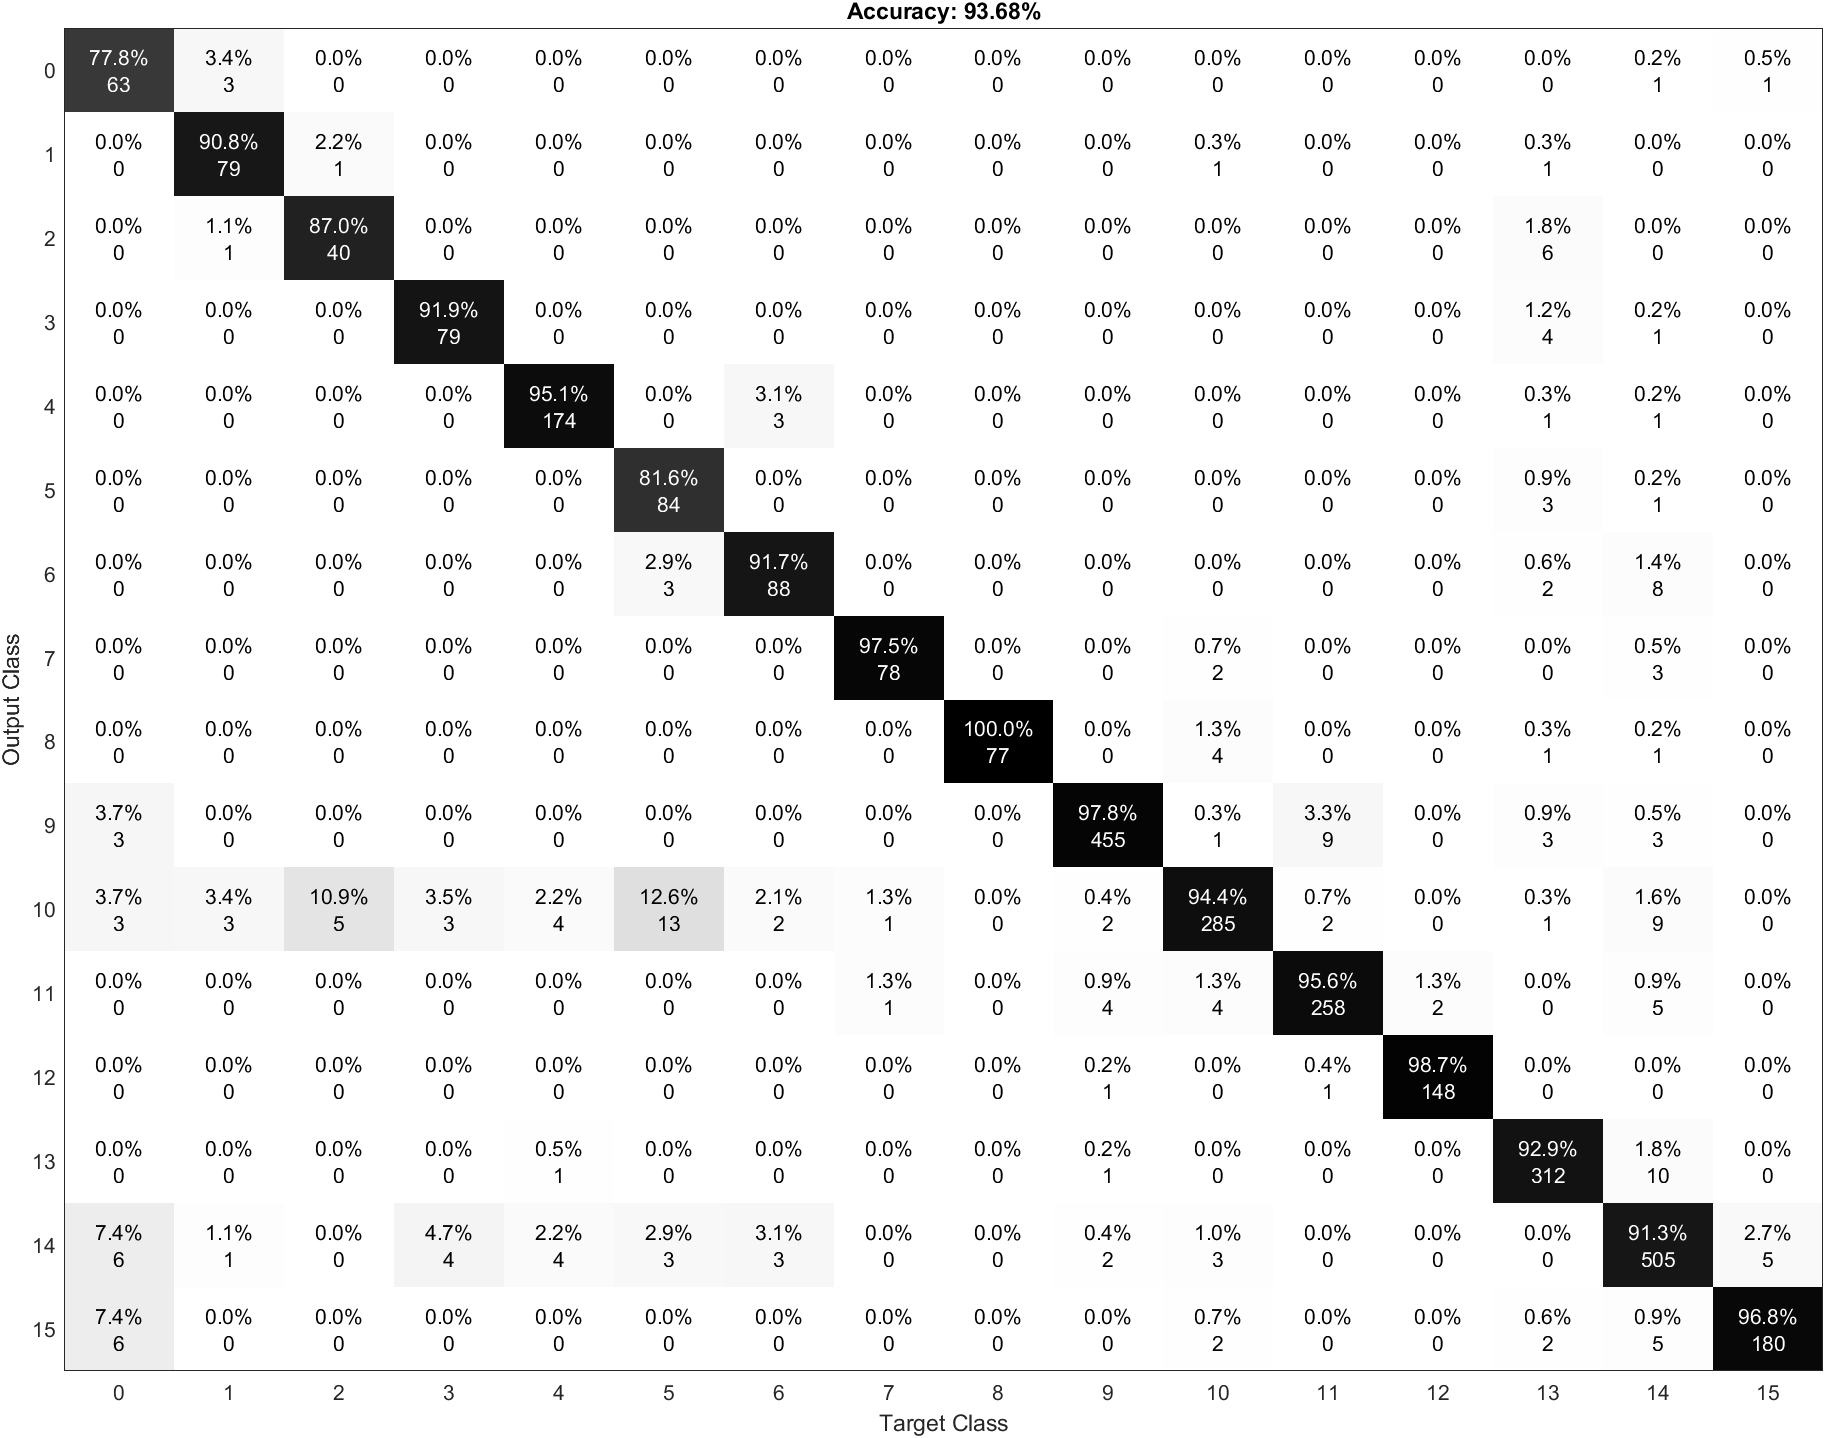 Accuracy: 93.68%
77.8% 3.4% 0.0% 0.0% 0.0% 0.0% 0.0% 0.0% 0.0% 0.0% 0.0% 0.0% 0.0% 0.0% 0.2% 0.5%
0
63 3 0 0 0 0 0 0 0 0 0 0 0 0 1 1
0.0% 90.8% 2.2% 0.0% 0.0% 0.0% 0.0% 0.0% 0.0% 0.0% 0.3% 0.0% 0.0% 0.3% 0.0% 0.0%
1
0 79 1 0 0 0 0 0 0 0 1 0 0 1 0 0
0.0% 1.1% 87.0% 0.0% 0.0% 0.0% 0.0% 0.0% 0.0% 0.0% 0.0% 0.0% 0.0% 1.8% 0.0% 0.0%
2
0 1 40 0 0 0 0 0 0 0 0 0 0 6 0 0
0.0% 0.0% 0.0% 91.9% 0.0% 0.0% 0.0% 0.0% 0.0% 0.0% 0.0% 0.0% 0.0% 1.2% 0.2% 0.0%
3
0 0 0 79 0 0 0 0 0 0 0 0 0 4 1 0
0.0% 0.0% 0.0% 0.0% 95.1% 0.0% 3.1% 0.0% 0.0% 0.0% 0.0% 0.0% 0.0% 0.3% 0.2% 0.0%
4
0 0 0 0 174 0 3 0 0 0 0 0 0 1 1 0
0.0% 0.0% 0.0% 0.0% 0.0% 81.6% 0.0% 0.0% 0.0% 0.0% 0.0% 0.0% 0.0% 0.9% 0.2% 0.0%
5
0 0 0 0 0 84 0 0 0 0 0 0 0 3 1 0
0.0% 0.0% 0.0% 0.0% 0.0% 2.9% 91.7% 0.0% 0.0% 0.0% 0.0% 0.0% 0.0% 0.6% 1.4% 0.0%
6
0 0 0 0 0 3 88 0 0 0 0 0 0 2 8 0
0.0% 0.0% 0.0% 0.0% 0.0% 0.0% 0.0% 97.5% 0.0% 0.0% 0.7% 0.0% 0.0% 0.0% 0.5% 0.0%
7
0 0 0 0 0 0 0 78 0 0 2 0 0 0 3 0
Output Class
0.0% 0.0% 0.0% 0.0% 0.0% 0.0% 0.0% 0.0% 100.0% 0.0% 1.3% 0.0% 0.0% 0.3% 0.2% 0.0%
8
0 0 0 0 0 0 0 0 77 0 4 0 0 1 1 0
3.7% 0.0% 0.0% 0.0% 0.0% 0.0% 0.0% 0.0% 0.0% 97.8% 0.3% 3.3% 0.0% 0.9% 0.5% 0.0%
9
3 0 0 0 0 0 0 0 0 455 1 9 0 3 3 0
3.7% 3.4% 10.9% 3.5% 2.2% 12.6% 2.1% 1.3% 0.0% 0.4% 94.4% 0.7% 0.0% 0.3% 1.6% 0.0%
10
3 3 5 3 4 13 2 1 0 2 285 2 0 1 9 0
0.0% 0.0% 0.0% 0.0% 0.0% 0.0% 0.0% 1.3% 0.0% 0.9% 1.3% 95.6% 1.3% 0.0% 0.9% 0.0%
11
0 0 0 0 0 0 0 1 0 4 4 258 2 0 5 0
0.0% 0.0% 0.0% 0.0% 0.0% 0.0% 0.0% 0.0% 0.0% 0.2% 0.0% 0.4% 98.7% 0.0% 0.0% 0.0%
12
0 0 0 0 0 0 0 0 0 1 0 1 148 0 0 0
0.0% 0.0% 0.0% 0.0% 0.5% 0.0% 0.0% 0.0% 0.0% 0.2% 0.0% 0.0% 0.0% 92.9% 1.8% 0.0%
13
0 0 0 0 1 0 0 0 0 1 0 0 0 312 10 0
7.4% 1.1% 0.0% 4.7% 2.2% 2.9% 3.1% 0.0% 0.0% 0.4% 1.0% 0.0% 0.0% 0.0% 91.3% 2.7%
14
6 1 0 4 4 3 3 0 0 2 3 0 0 0 505 5
7.4% 0.0% 0.0% 0.0% 0.0% 0.0% 0.0% 0.0% 0.0% 0.0% 0.7% 0.0% 0.0% 0.6% 0.9% 96.8%
15
6 0 0 0 0 0 0 0 0 0 2 0 0 2 5 180
0 1 2 3 4 5 6 7 8 9 10 11 12 13 14 15
Target Class